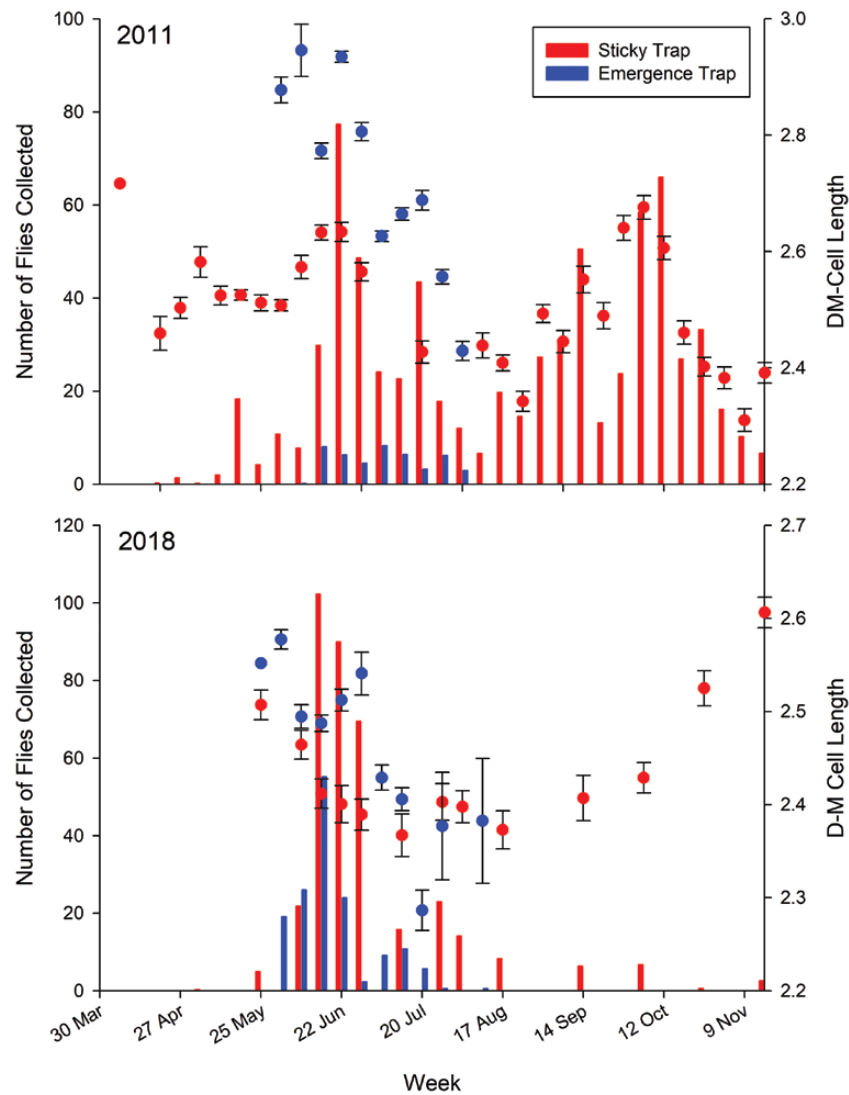 2011
Sticky Trap
Emergence Trap
Number of Flies Collected
100
80
60
40
20
0
3.0
2.8
2.6
2.4
2.2
DM-Cell Length
2018
Number of Flies Collected
120
100
80
60
40
20
0
2.7
2.6
2.5
2.4
2.3
2.2
D-M Cell Length
30 Mar
27 Apr
25 May
22 Jun
20 Jul
17 Aug
14 Sep
12 Oct
9 Nov
Week